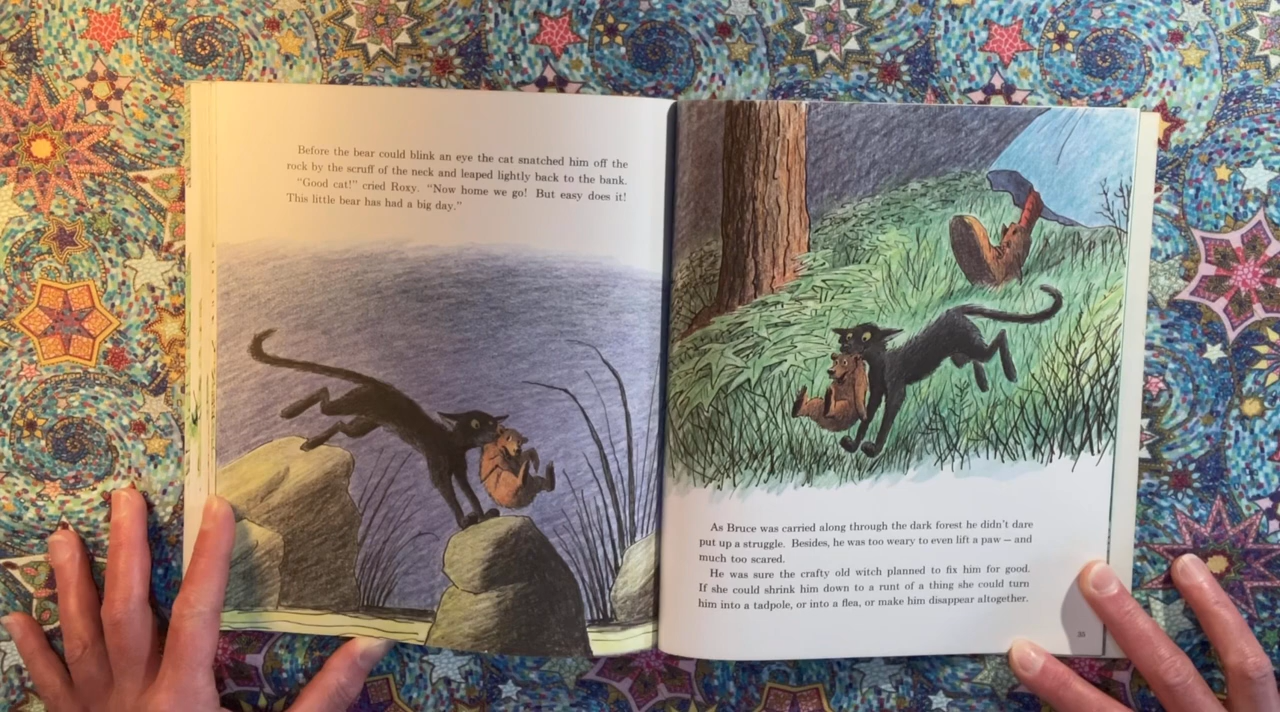 Before the bear could blink an eye the cat snatched him off the
rock by the scruff of the neck and leaped lightly back to the bank.
“Good cat!” cried Roxy. “Now home we go! But easy does it!
This little bear has had a big day.”
As Bruce was carried along through the dark forest he didn’t dare
put up a struggle. Besides, he was too weary to even lift a paw — and
much too scared.
He was sure the crafty old witch planned to fix him for good.
If she could shrink him down to a runt of a thing she could turn
him into a tadpole, or into a flea, or make him disappear altogether.
35